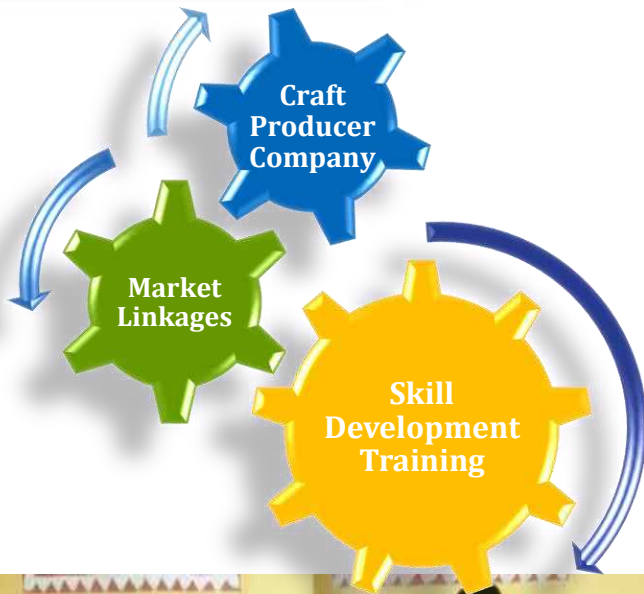 Craft
Producer
Company
Market
Linkages
Skill
Development
Training